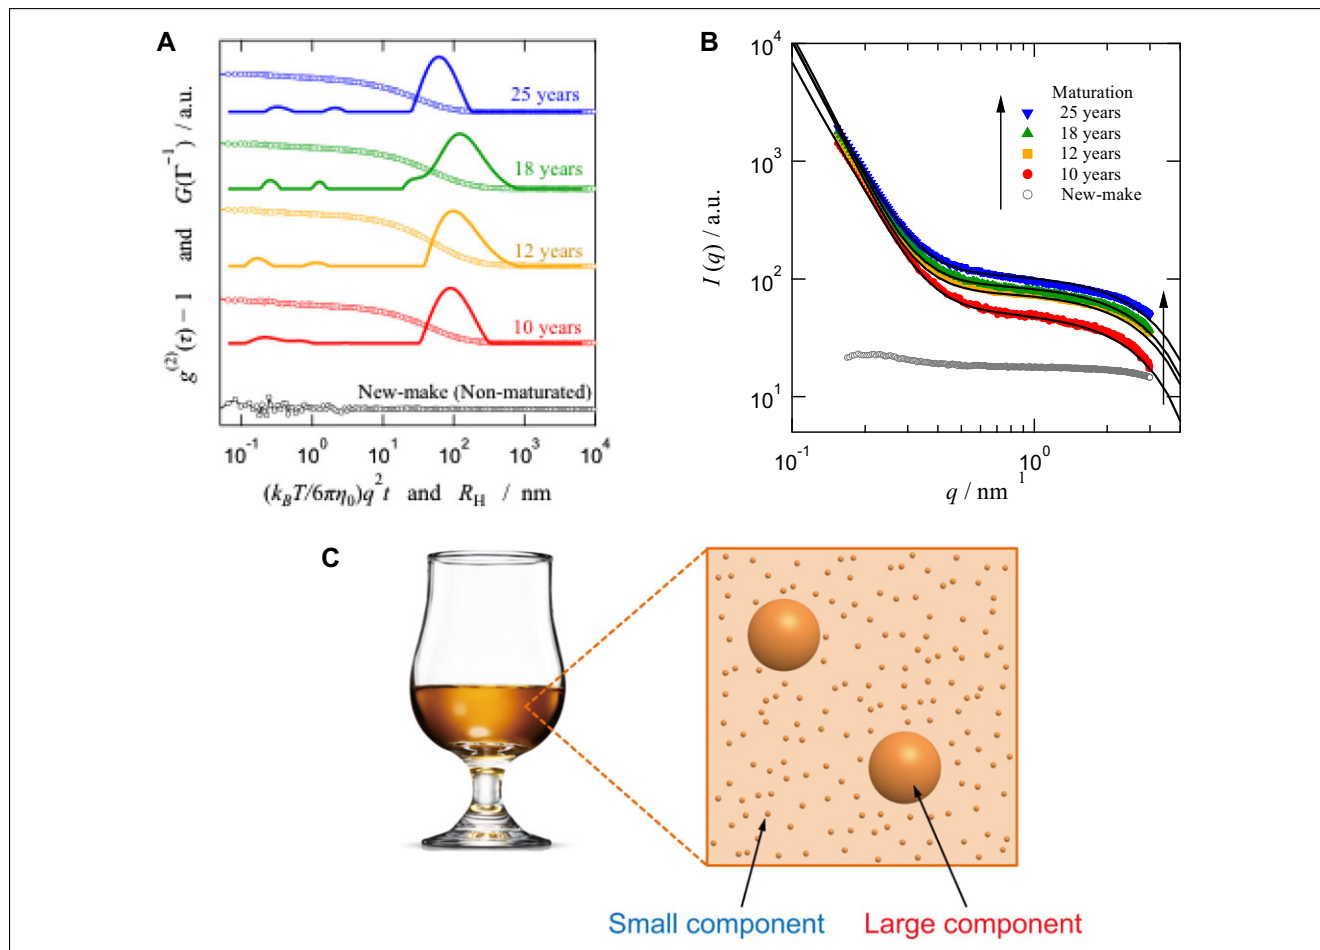 A
25 years
18 years
12 years
10 years
New-make (Non-maturated)
g⁽²⁾(τ) − 1 and G(Γ⁻¹) / a.u.
10⁻¹ 10⁰ 10¹ 10² 10³ 10⁴
(k_BT/6πη₀)q²t and R_H / nm
B
10⁴
10³
10²
10¹
I (q) / a.u.
Maturation
25 years
18 years
12 years
10 years
New-make
10⁻¹ 10⁰
q / nm 1
C
Small component
Large component